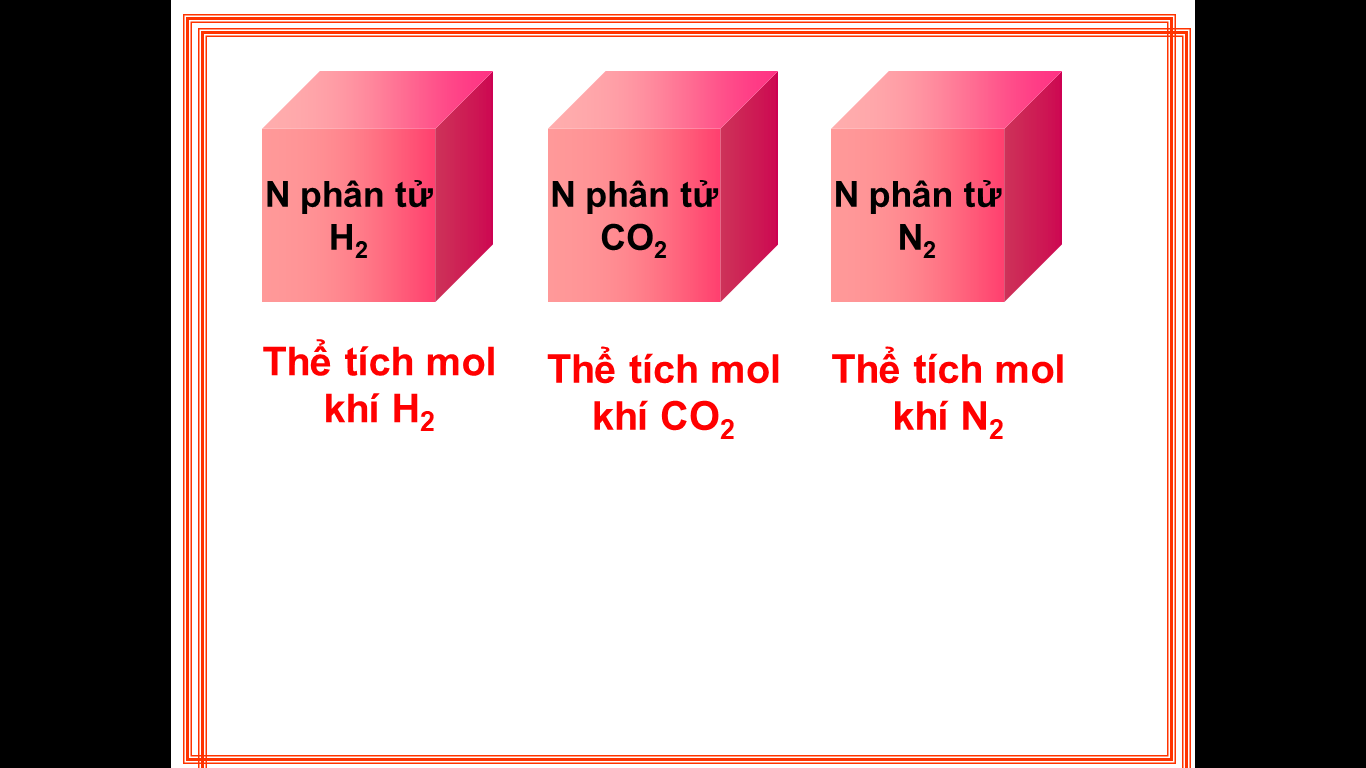 N phân tử
H₂
N phân tử
CO₂
N phân tử
N₂
Thể tích mol
khí H₂
Thể tích mol
khí CO₂
Thể tích mol
khí N₂